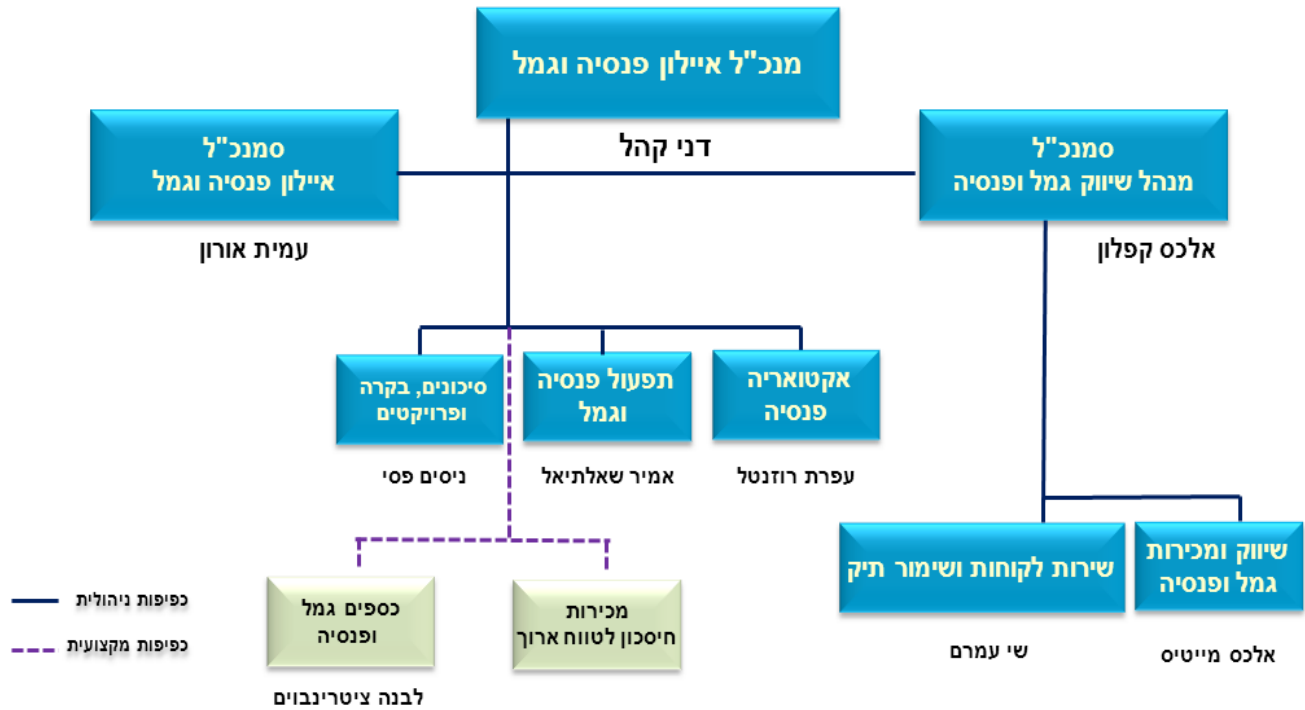 מנכ"ל איילון פנסיה וגמל
דני קהל
סמנכ"ל
מנהל שיווק גמל ופנסיה
אלכס קפלון
סמנכ"ל
איילון פנסיה וגמל
עמית אורון
אקטואריה
פנסיה
עפרת רוזנטל
תפעול פנסיה
וגמל
אמיר שאלתיאל
סיכונים, בקרה
ופרויקטים
ניסים פסי
שיווק ומכירות
גמל ופנסיה
אלכס מייטיס
שירות לקוחות ושימור תיק
שי עמרם
מכירות
חיסכון לטווח ארוך
כספים גמל
ופנסיה
לבנה ציטרינבוים
כפיפות ניהולית
כפיפות מקצועית